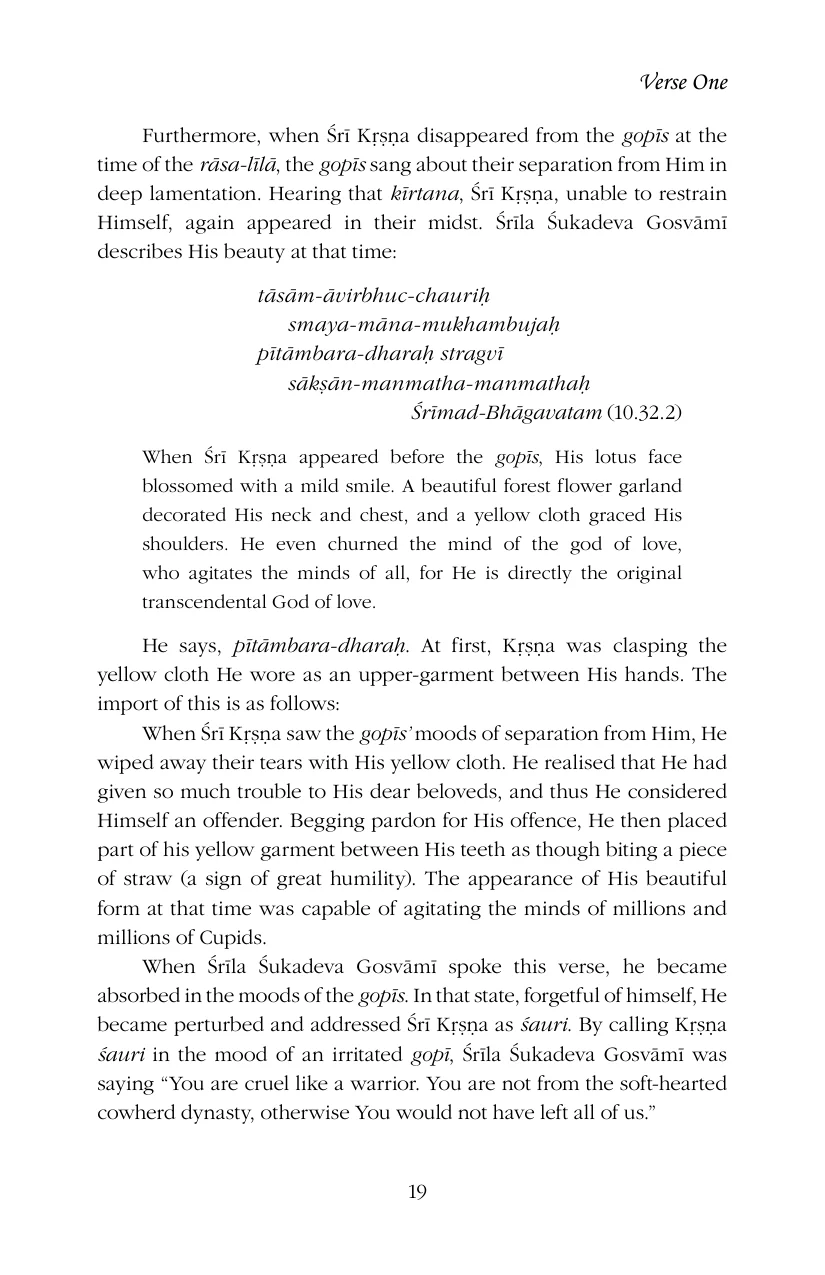 Verse One
Furthermore, when Śrī Kṛṣṇa disappeared from the gopīs at the
time of the rāsa-līlā, the gopīs sang about their separation from Him in
deep lamentation. Hearing that kīrtana, Śrī Kṛṣṇa, unable to restrain
Himself, again appeared in their midst. Śrīla Śukadeva Gosvāmī
describes His beauty at that time:
tāsām-āvirbhuc-chauriḥ
smaya-māna-mukhambujaḥ
pītāmbara-dharaḥ stragvī
sākṣān-manmatha-manmathaḥ
Śrīmad-Bhāgavatam (10.32.2)
When Śrī Kṛṣṇa appeared before the gopīs, His lotus face
blossomed with a mild smile. A beautiful forest flower garland
decorated His neck and chest, and a yellow cloth graced His
shoulders. He even churned the mind of the god of love,
who agitates the minds of all, for He is directly the original
transcendental God of love.
He says, pītāmbara-dharaḥ. At first, Kṛṣṇa was clasping the
yellow cloth He wore as an upper-garment between His hands. The
import of this is as follows:
When Śrī Kṛṣṇa saw the gopīs’ moods of separation from Him, He
wiped away their tears with His yellow cloth. He realised that He had
given so much trouble to His dear beloveds, and thus He considered
Himself an offender. Begging pardon for His offence, He then placed
part of his yellow garment between His teeth as though biting a piece
of straw (a sign of great humility). The appearance of His beautiful
form at that time was capable of agitating the minds of millions and
millions of Cupids.
When Śrīla Śukadeva Gosvāmī spoke this verse, he became
absorbed in the moods of the gopīs. In that state, forgetful of himself, He
became perturbed and addressed Śrī Kṛṣṇa as śauri. By calling Kṛṣṇa
śauri in the mood of an irritated gopī, Śrīla Śukadeva Gosvāmī was
saying “You are cruel like a warrior. You are not from the soft-hearted
cowherd dynasty, otherwise You would not have left all of us.”
19